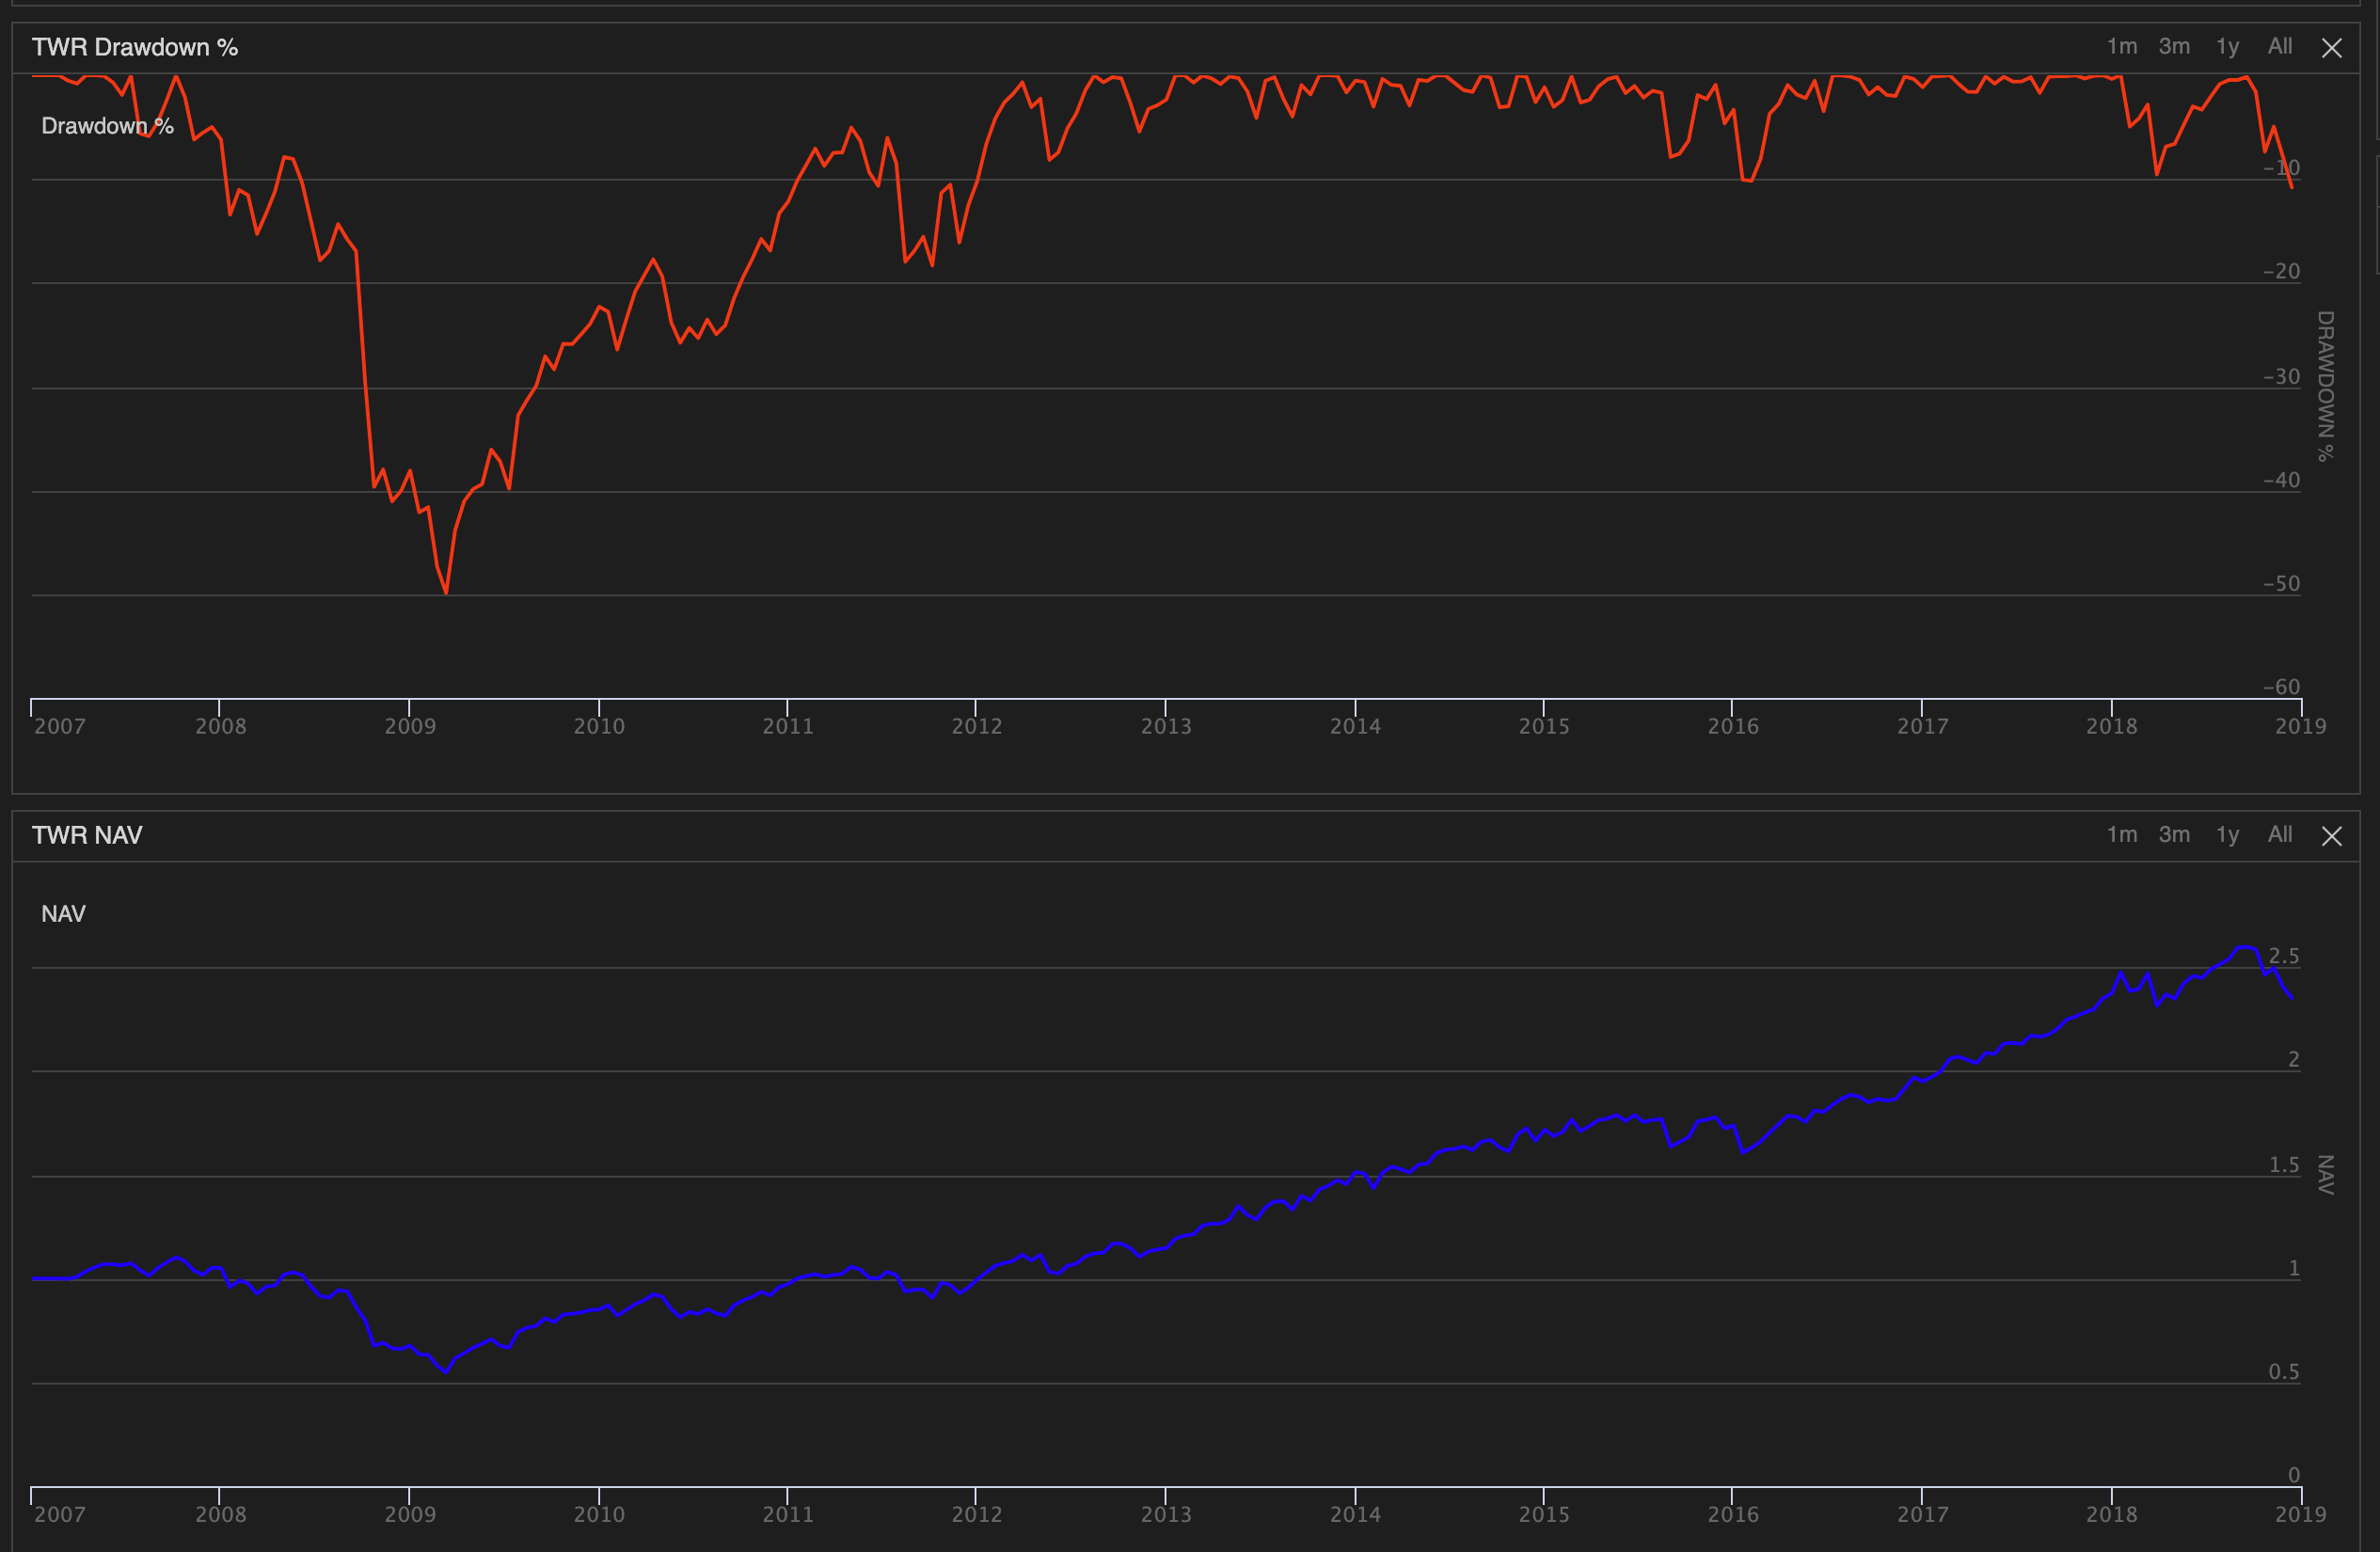 TWR Drawdown %
1m 3m 1y All
Drawdown %
−10
−20
−30
−40
−50
−60
DRAWDOWN %
2007 2008 2009 2010 2011 2012 2013 2014 2015 2016 2017 2018 2019
TWR NAV
1m 3m 1y All
NAV
2.5
2
1.5
1
0.5
0
NAV
2007 2008 2009 2010 2011 2012 2013 2014 2015 2016 2017 2018 2019